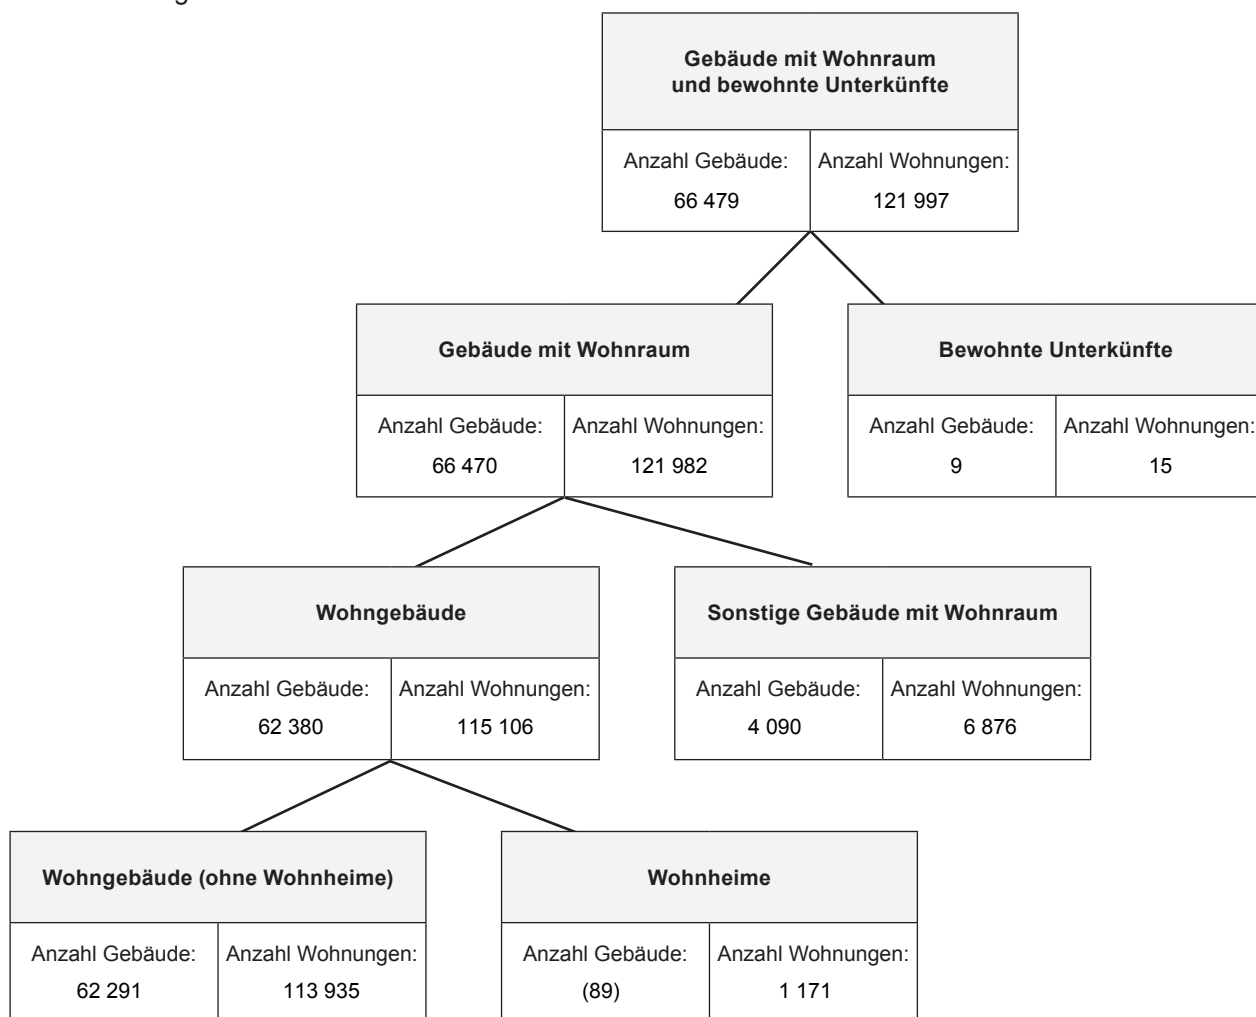 Gebäude mit Wohnraum
und bewohnte Unterkünfte
Anzahl Gebäude: Anzahl Wohnungen:
66 479 121 997
Gebäude mit Wohnraum Bewohnte Unterkünfte
Anzahl Gebäude: Anzahl Wohnungen: Anzahl Gebäude: Anzahl Wohnungen:
66 470 121 982 9 15
Wohngebäude Sonstige Gebäude mit Wohnraum
Anzahl Gebäude: Anzahl Wohnungen: Anzahl Gebäude: Anzahl Wohnungen:
62 380 115 106 4 090 6 876
Wohngebäude (ohne Wohnheime) Wohnheime
Anzahl Gebäude: Anzahl Wohnungen: Anzahl Gebäude: Anzahl Wohnungen:
62 291 113 935 (89) 1 171